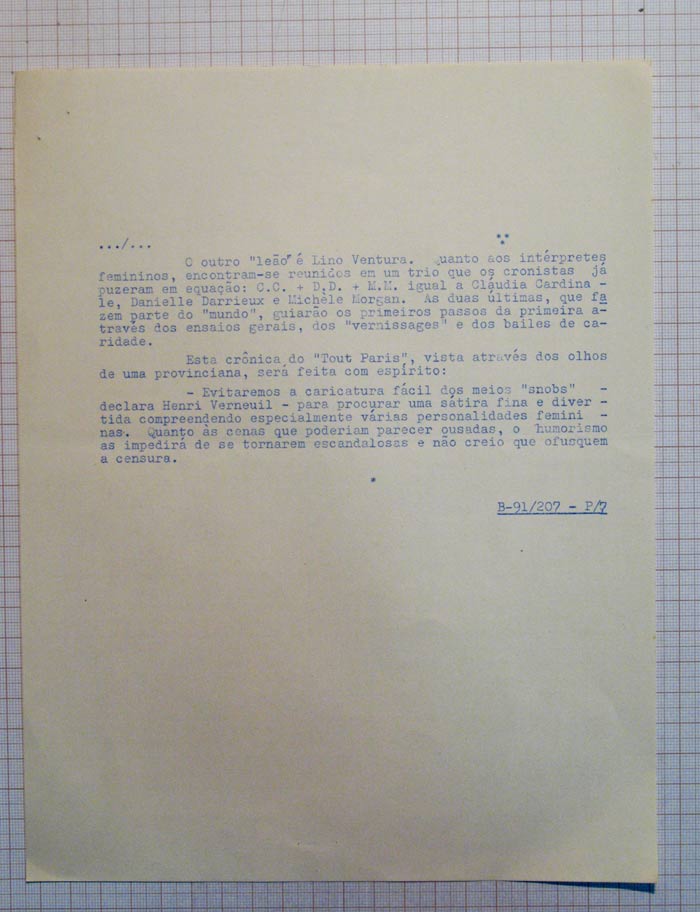 .../...
**
*
O outro "leão" é Lino Ventura. Quanto aos intérpretes
femininos, encontram-se reunidos em um trio que os cronistas já
puzeram em equação: C.C. + D.D. + M.M. igual a Cláudia Cardina -
le, Danielle Darrieux e Michèle Morgan. As duas últimas, que fa
zem parte do "mundo", guiarão os primeiros passos da primeira a-
través dos ensaios gerais, dos "vernissages" e dos bailes de ca-
ridade.
Esta crônica do "Tout Paris", vista através dos olhos
de uma provinciana, será feita com espírito:
- Evitaremos a caricatura fácil dos meios "snobs" -
declara Henri Verneuil - para procurar uma sátira fina e diver -
tida compreendendo especialmente várias personalidades femini -
nas. Quanto às cenas que poderiam parecer ousadas, o humorismo
as impedirá de se tornarem escandalosas e não creio que ofusquem
a censura.
*
B-91/207 - P/7